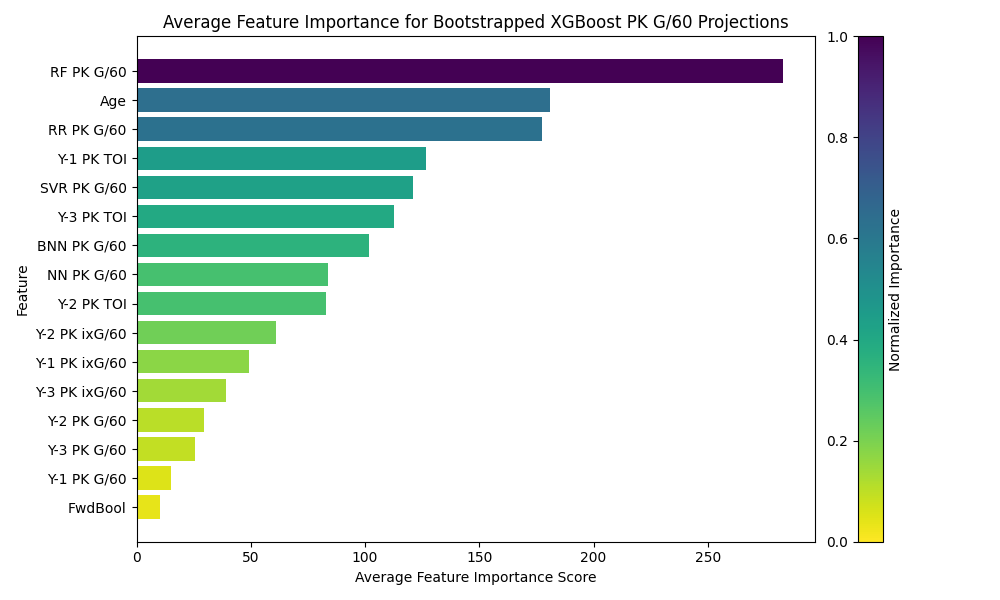 Average Feature Importance for Bootstrapped XGBoost PK G/60 Projections
Feature
RF PK G/60
Age
RR PK G/60
Y-1 PK TOI
SVR PK G/60
Y-3 PK TOI
BNN PK G/60
NN PK G/60
Y-2 PK TOI
Y-2 PK ixG/60
Y-1 PK ixG/60
Y-3 PK ixG/60
Y-2 PK G/60
Y-3 PK G/60
Y-1 PK G/60
FwdBool
0 50 100 150 200 250
Average Feature Importance Score
1.0
0.8
0.6
0.4
0.2
0.0
Normalized Importance